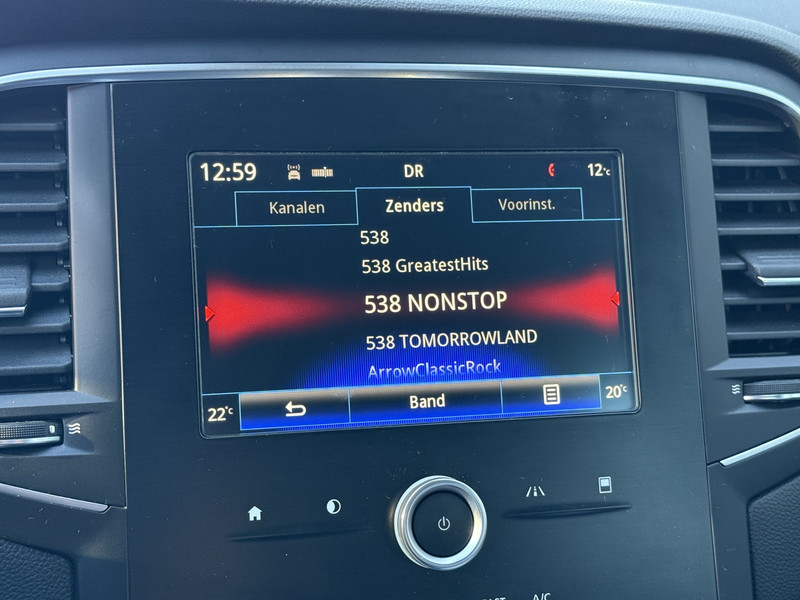 12:59 DR 12°C
Kanalen Zenders Voorinst.
538
538 GreatestHits
538 NONSTOP
538 TOMORROWLAND
ArrowClassicRock
22°C Band 20°C
A/C